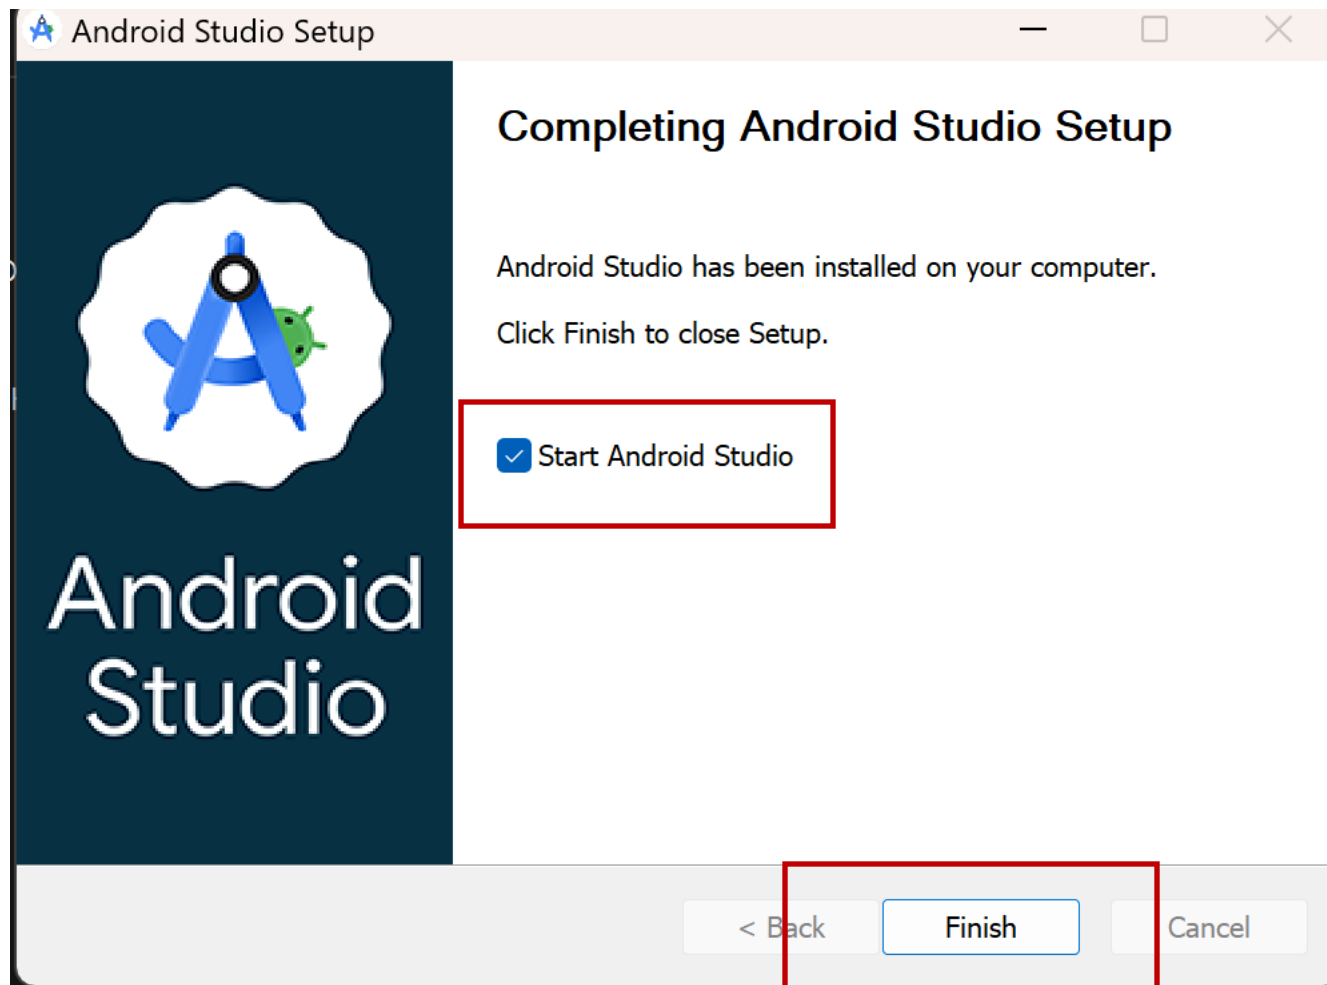 Android Studio Setup
Completing Android Studio Setup
Android Studio has been installed on your computer.
Click Finish to close Setup.
Start Android Studio
Android
Studio
< Back
Finish
Cancel